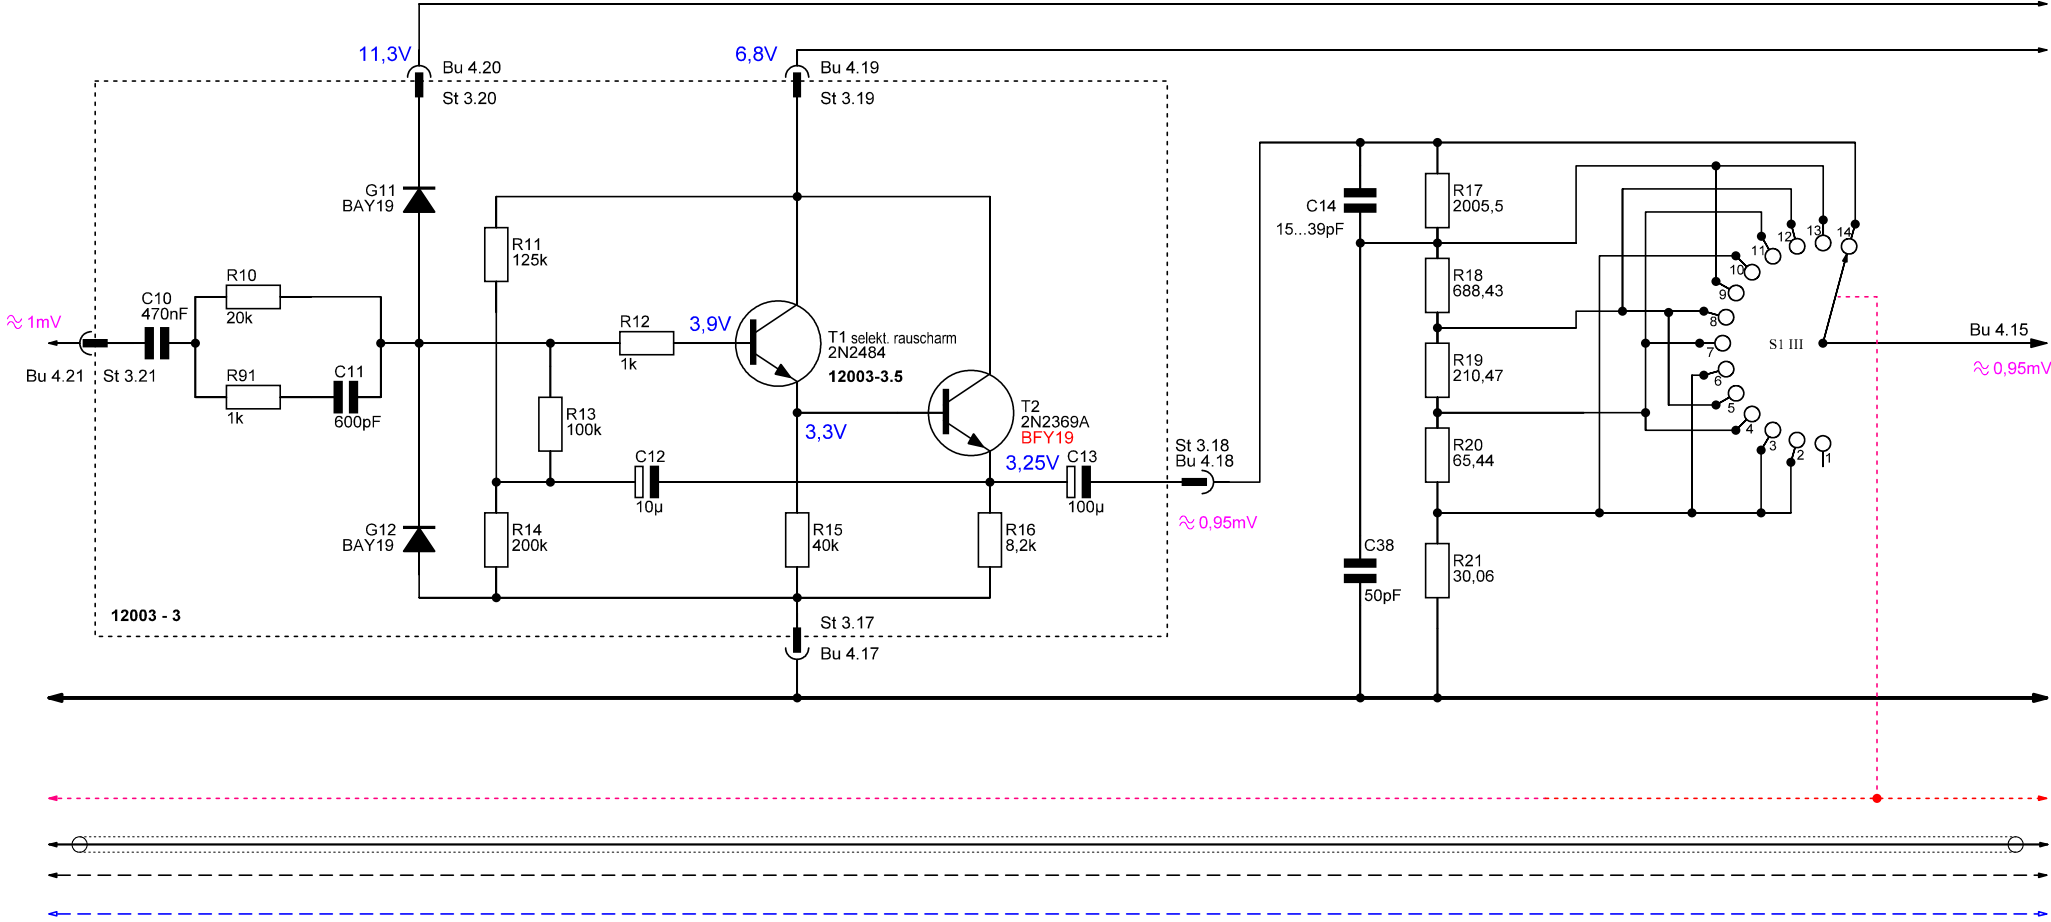 11,3V
Bu 4.20
St 3.20
6,8V
Bu 4.19
St 3.19
G11
BAY19
R11
125k
R10
20k
C10
470nF
≈ 1mV
Bu 4.21
St 3.21
R91
1k
C11
600pF
R12
1k
3,9V
T1 selekt. rauscharm
2N2484
12003-3.5
R13
100k
3,3V
T2
2N2369A
BFY19
3,25V
C12
10µ
C13
100µ
St 3.18
Bu 4.18
≈ 0,95mV
G12
BAY19
R14
200k
R15
40k
R16
8,2k
12003 - 3
St 3.17
Bu 4.17
C14
15...39pF
R17
2005,5
R18
688,43
R19
210,47
R20
65,44
R21
30,06
C38
50pF
14
13
12
11
10
9
8
7
6
5
4
3
2
1
S1 III
Bu 4.15
≈ 0,95mV